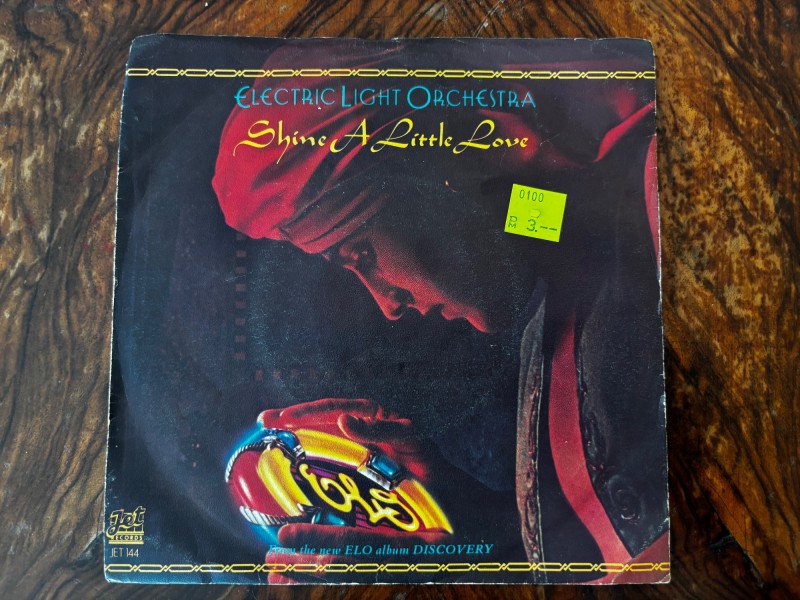 ELECTRIC LIGHT ORCHESTRA
Shine A Little Love
0100
DM 3.--
ELO
from the new ELO album DISCOVERY
Jet
RECORDS
JET 144